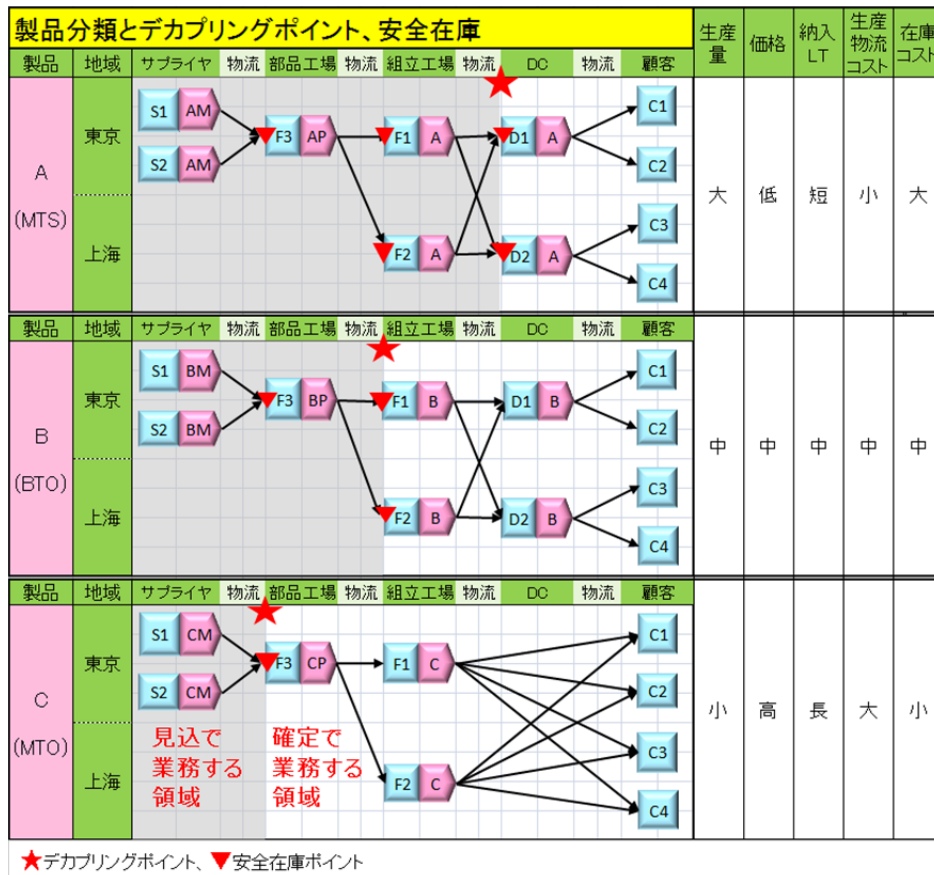 製品分類とデカプリングポイント、安全在庫
生産量 価格 納入LT 生産物流コスト 在庫コスト
製品 地域 サプライヤ 物流 部品工場 物流 組立工場 物流 DC 物流 顧客
A
(MTS)
東京
上海
S1 AM
S2 AM
F3 AP
F1 A
F2 A
D1 A
D2 A
C1
C2
C3
C4
大 低 短 小 大
製品 地域 サプライヤ 物流 部品工場 物流 組立工場 物流 DC 物流 顧客
B
(BTO)
東京
上海
S1 BM
S2 BM
F3 BP
F1 B
F2 B
D1 B
D2 B
C1
C2
C3
C4
中 中 中 中 中
製品 地域 サプライヤ 物流 部品工場 物流 組立工場 物流 DC 物流 顧客
C
(MTO)
東京
上海
S1 CM
S2 CM
F3 CP
F1 C
F2 C
C1
C2
C3
C4
小 高 長 大 小
見込で
業務する
領域
確定で
業務する
領域
★デカプリングポイント、▼安全在庫ポイント